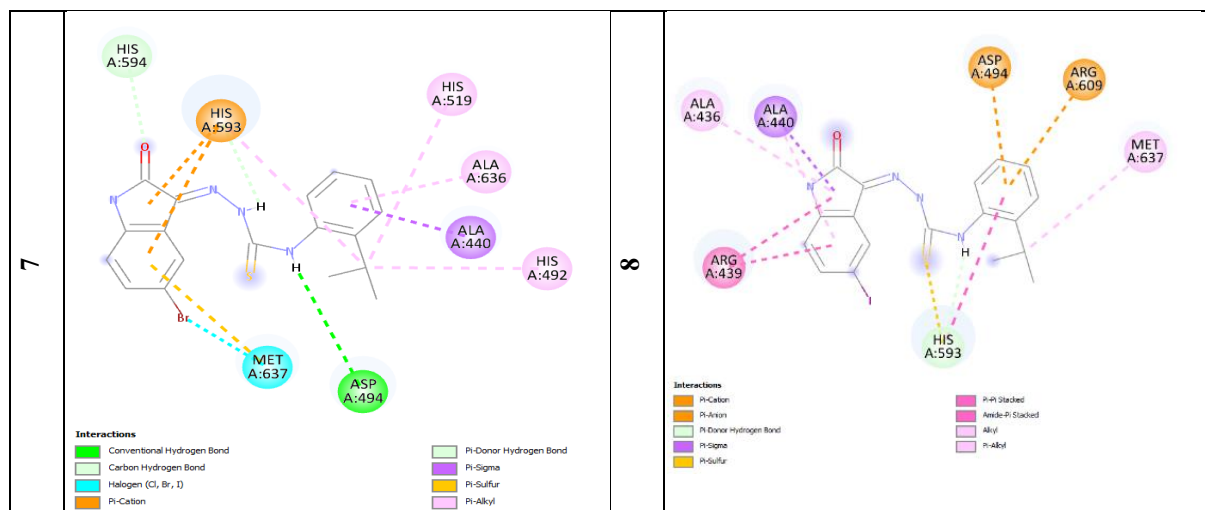 7
HIS
A:594
HIS
A:593
HIS
A:519
ALA
A:636
ALA
A:440
HIS
A:492
MET
A:637
ASP
A:494
O
N
N
N
H
N
H
S
Br
Interactions
Conventional Hydrogen Bond
Carbon Hydrogen Bond
Halogen (Cl, Br, I)
Pi-Cation
Pi-Donor Hydrogen Bond
Pi-Sigma
Pi-Sulfur
Pi-Alkyl
8
ASP
A:494
ARG
A:609
ALA
A:436
ALA
A:440
MET
A:637
ARG
A:439
HIS
A:593
O
N
N
N
N
H
S
I
Interactions
Pi-Cation
Pi-Anion
Pi-Donor Hydrogen Bond
Pi-Sigma
Pi-Sulfur
Pi-Pi Stacked
Amide-Pi Stacked
Alkyl
Pi-Alkyl